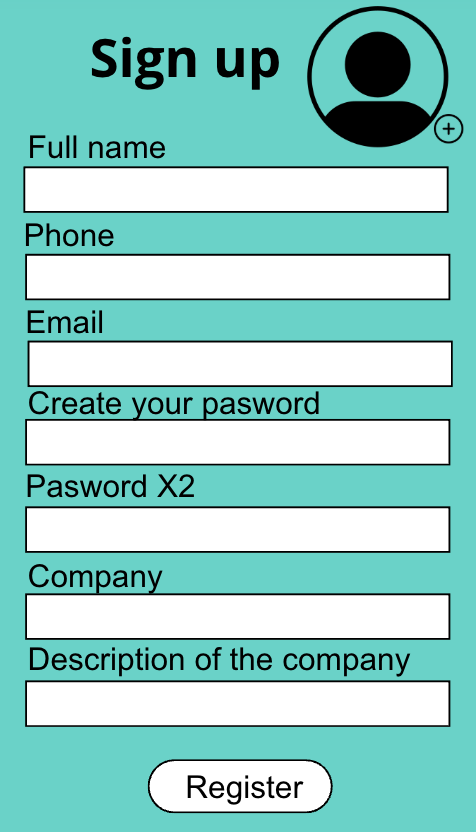 Sign up
Full name
Phone
Email
Create your pasword
Pasword X2
Company
Description of the company
Register